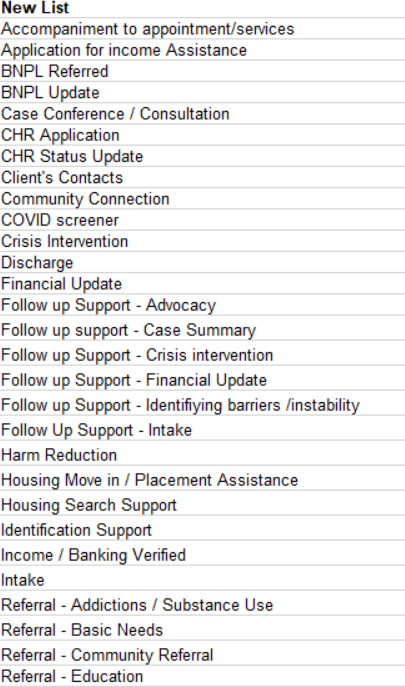 New List
Accompaniment to appointment/services
Application for income Assistance
BNPL Referred
BNPL Update
Case Conference / Consultation
CHR Application
CHR Status Update
Client's Contacts
Community Connection
COVID screener
Crisis Intervention
Discharge
Financial Update
Follow up Support - Advocacy
Follow up support - Case Summary
Follow up Support - Crisis intervention
Follow up Support - Financial Update
Follow up Support - Identifiying barriers /instability
Follow Up Support - Intake
Harm Reduction
Housing Move in / Placement Assistance
Housing Search Support
Identification Support
Income / Banking Verified
Intake
Referral - Addictions / Substance Use
Referral - Basic Needs
Referral - Community Referral
Referral - Education